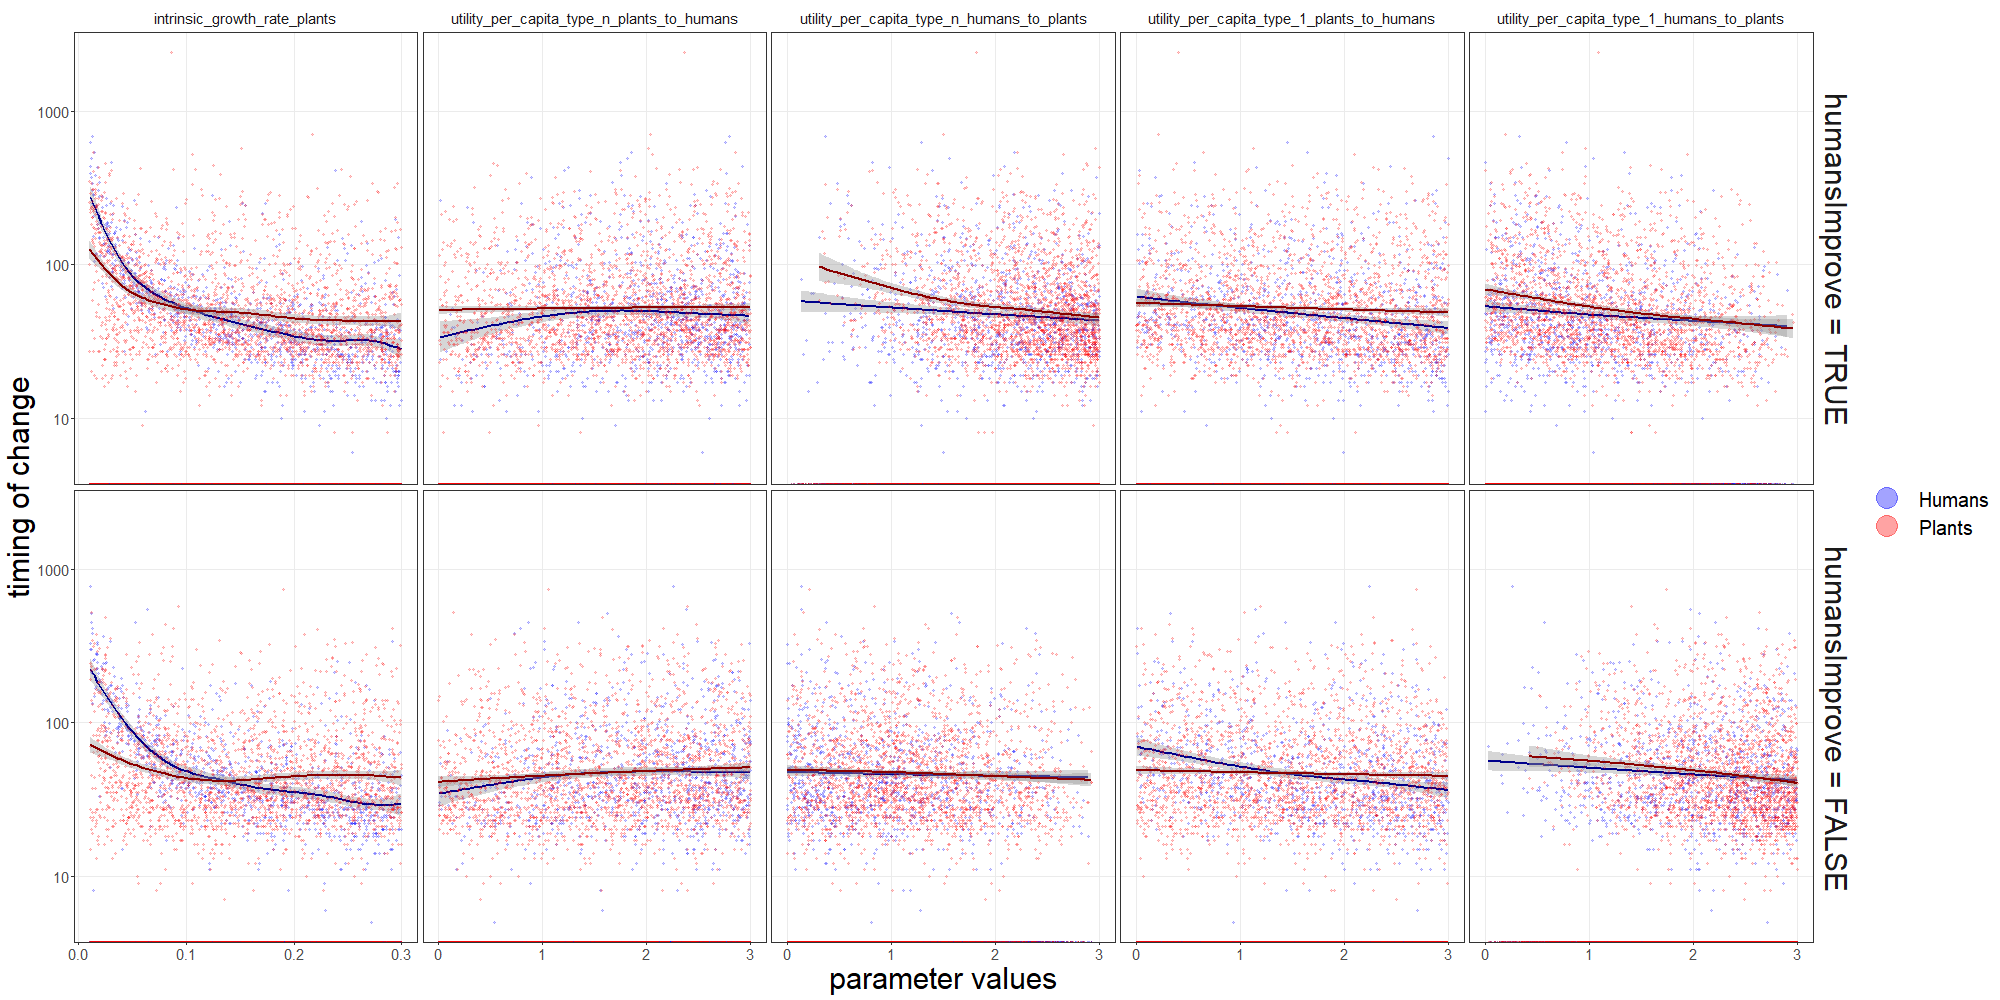 intrinsic_growth_rate_plants
utility_per_capita_type_n_plants_to_humans
utility_per_capita_type_n_humans_to_plants
utility_per_capita_type_1_plants_to_humans
utility_per_capita_type_1_humans_to_plants
1000
100
10
humansImprove = TRUE
timing of change
1000
100
10
humansImprove = FALSE
Humans
Plants
0.0 0.1 0.2 0.3
0 1 2 3
0 1 2 3
0 1 2 3
0 1 2 3
parameter values